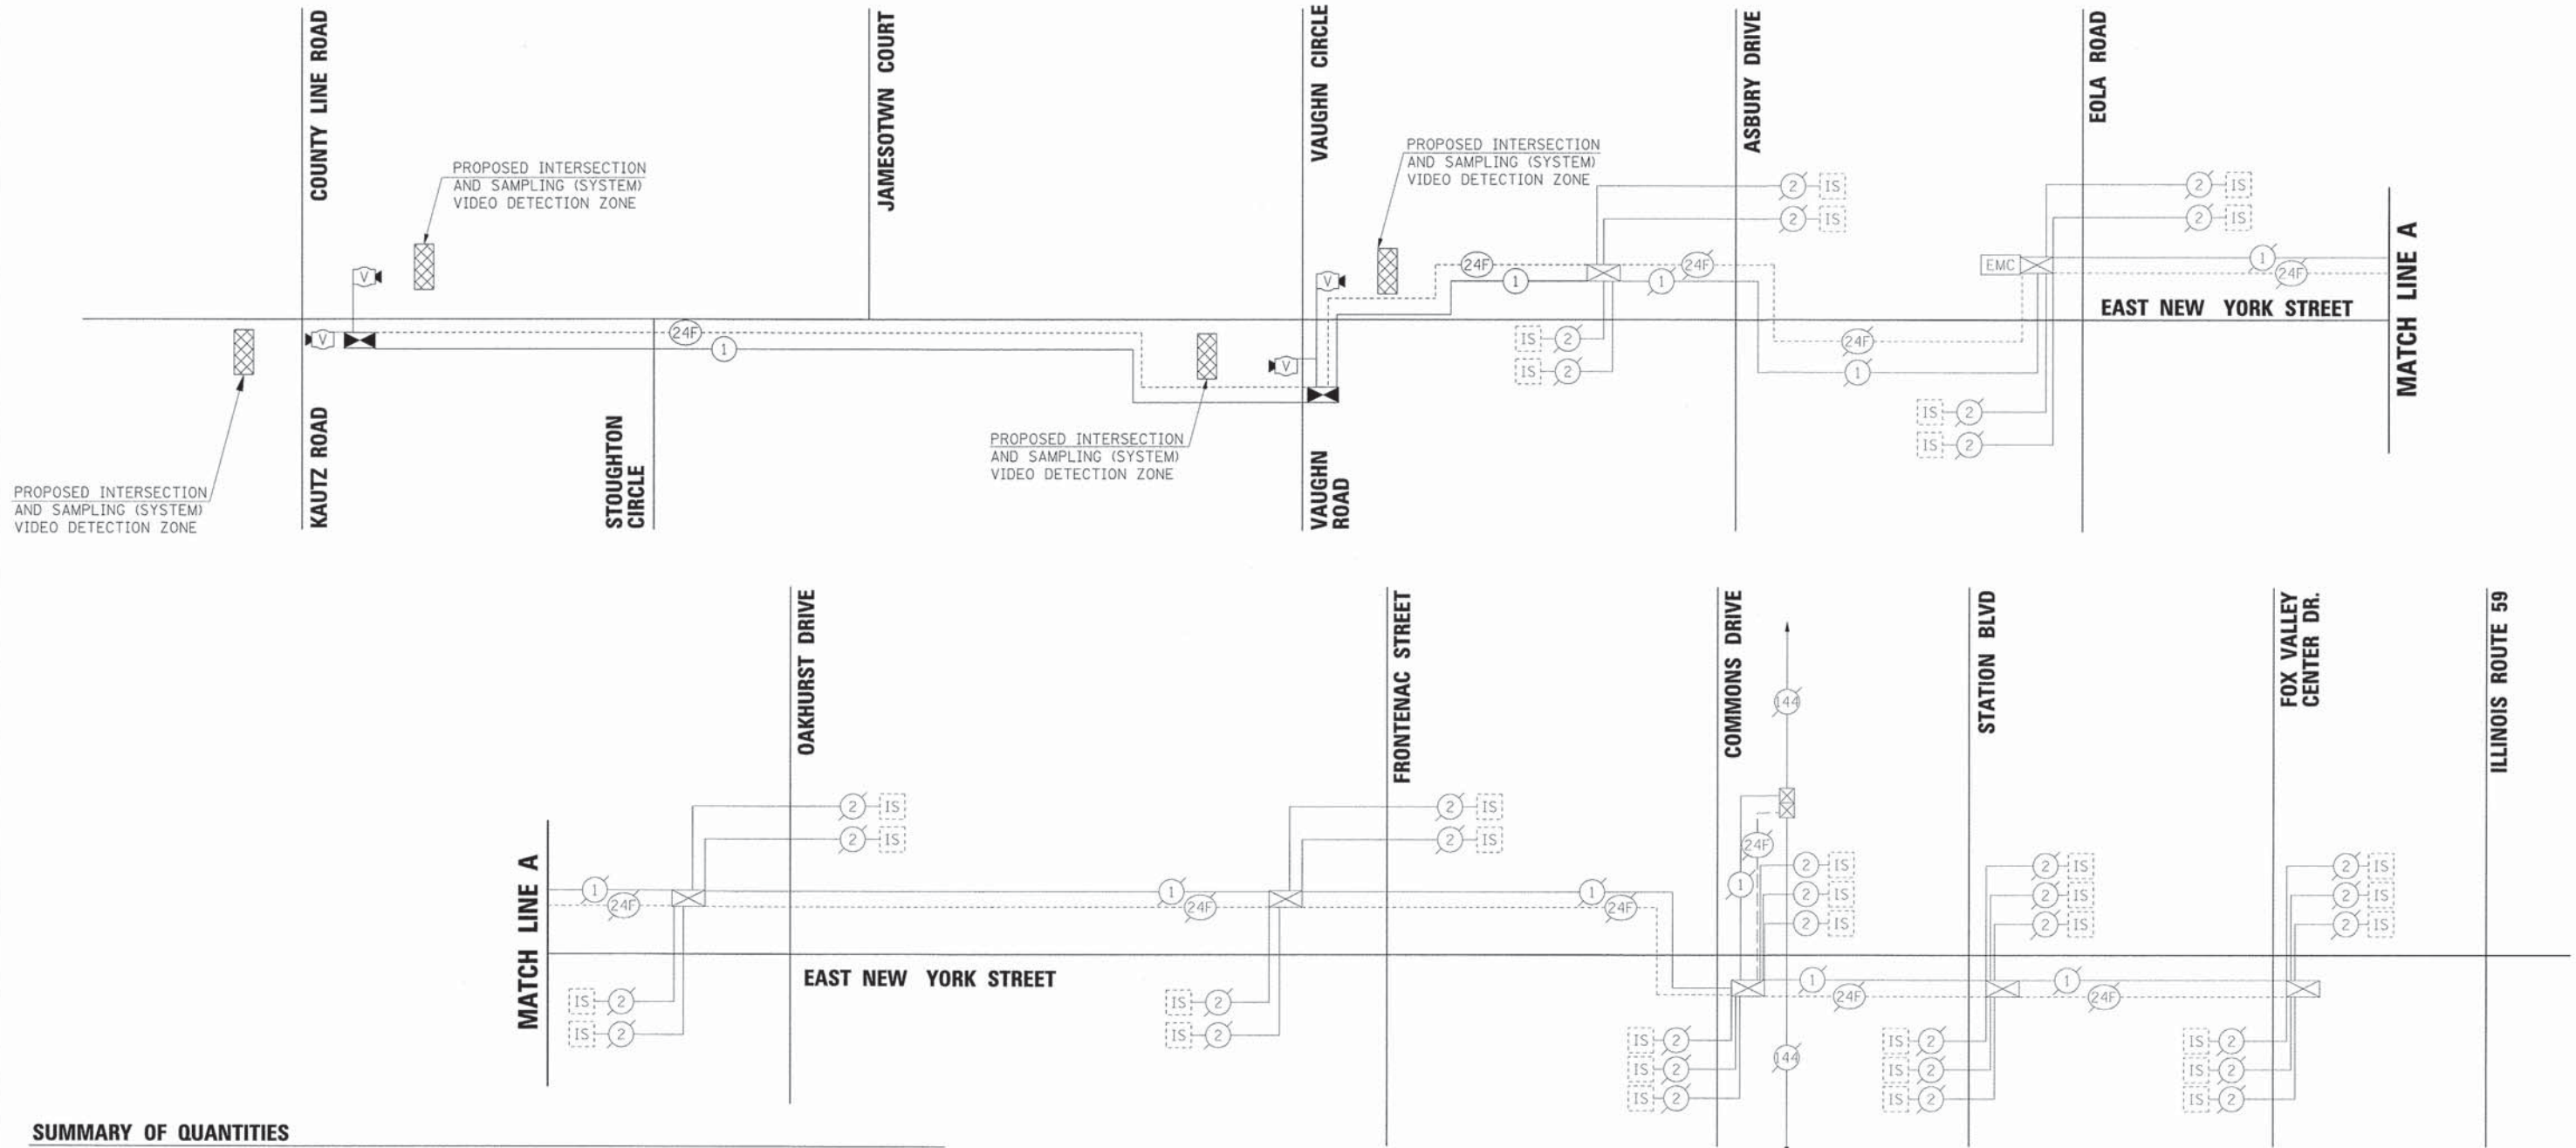 COUNTY LINE ROAD
JAMESOTWN COURT
VAUGHN CIRCLE
ASBURY DRIVE
EOLA ROAD
PROPOSED INTERSECTION
AND SAMPLING (SYSTEM)
VIDEO DETECTION ZONE
PROPOSED INTERSECTION
AND SAMPLING (SYSTEM)
VIDEO DETECTION ZONE
2 IS
2 IS
2 IS
2 IS
V
V
24F
1
V
V
24F
1
1
24F
EMC
1
24F
EAST NEW YORK STREET
MATCH LINE A
IS 2
IS 2
24F
1
IS 2
IS 2
KAUTZ ROAD
STOUGHTON
CIRCLE
VAUGHN
ROAD
PROPOSED INTERSECTION
AND SAMPLING (SYSTEM)
VIDEO DETECTION ZONE
PROPOSED INTERSECTION
AND SAMPLING (SYSTEM)
VIDEO DETECTION ZONE
OAKHURST DRIVE
FRONTENAC STREET
COMMONS DRIVE
STATION BLVD
FOX VALLEY
CENTER DR.
ILLINOIS ROUTE 59
144
2 IS
2 IS
2 IS
2 IS
24F
1
2 IS
2 IS
2 IS
2 IS
2 IS
2 IS
2 IS
2 IS
2 IS
MATCH LINE A
1
24F
1
24F
1
24F
EAST NEW YORK STREET
1
24F
1
24F
IS 2
IS 2
IS 2
IS 2
IS 2
IS 2
IS 2
144
IS 2
IS 2
IS 2
IS 2
IS 2
IS 2
SUMMARY OF QUANTITIES